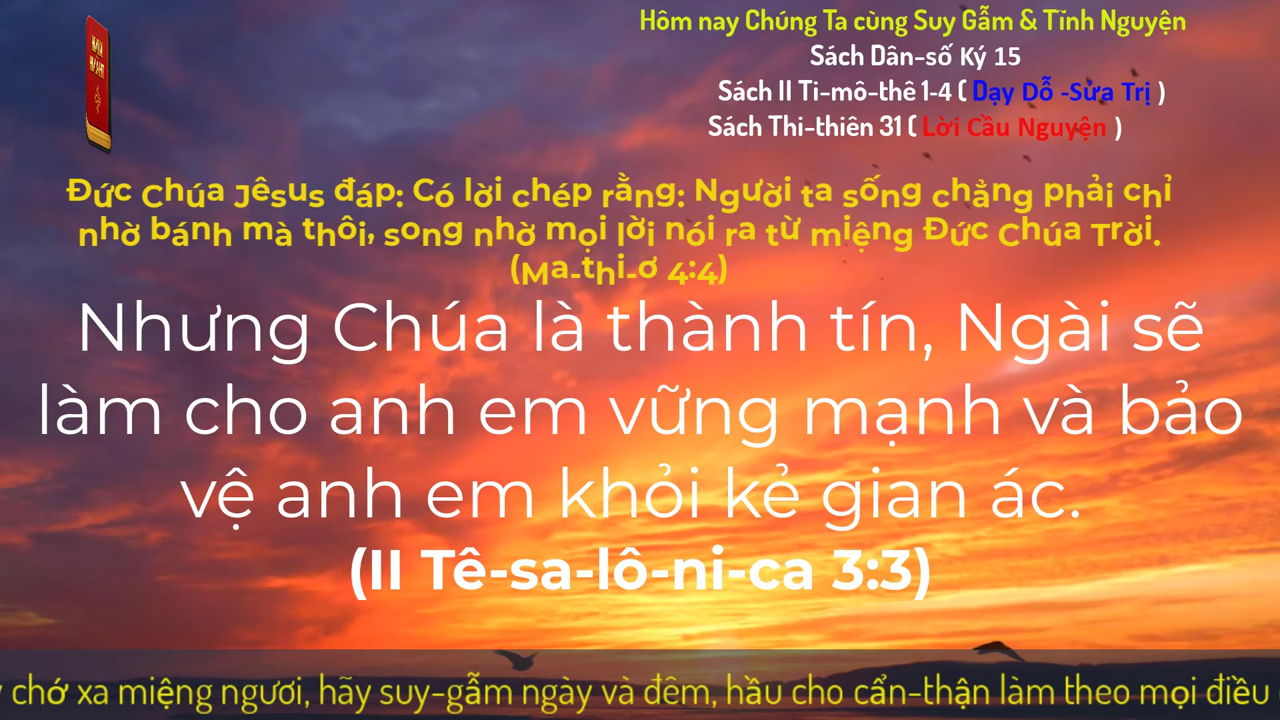 Hôm nay Chúng Ta cùng Suy Gẫm & Tĩnh Nguyện
Sách Dân-số Ký 15
Sách II Ti-mô-thê 1-4 ( Dạy Dỗ -Sửa Trị )
Sách Thi-thiên 31 ( Lời Cầu Nguyện )
Đức Chúa Jêsus đáp: Có lời chép rằng: Người ta sống chẳng phải chỉ
nhờ bánh mà thôi, song nhờ mọi lời nói ra từ miệng Đức Chúa Trời.
(Ma-thi-ơ 4:4)
Nhưng Chúa là thành tín, Ngài sẽ
làm cho anh em vững mạnh và bảo
vệ anh em khỏi kẻ gian ác.
(II Tê-sa-lô-ni-ca 3:3)
chớ xa miệng ngươi, hãy suy-gẫm ngày và đêm, hầu cho cẩn-thận làm theo mọi điều